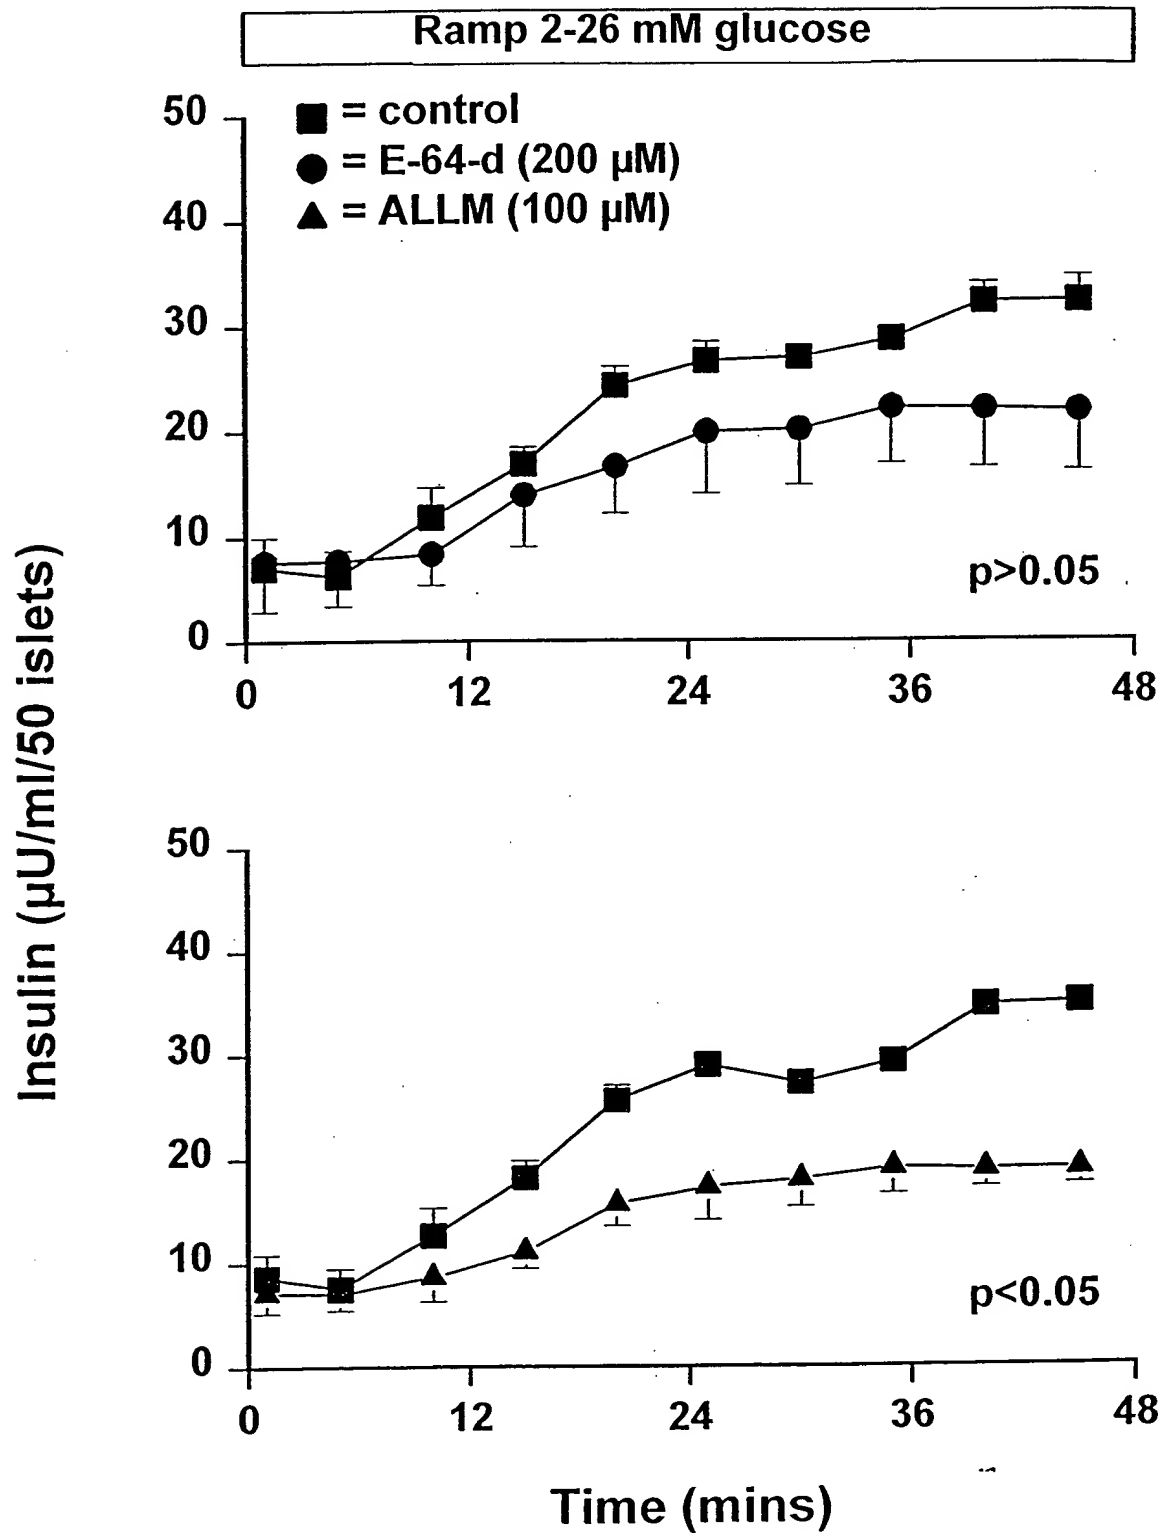 Ramp 2-26 mM glucose
■ = control
● = E-64-d (200 µM)
▲ = ALLM (100 µM)
50
40
30
20
10
0
p>0.05
0 12 24 36 48
Insulin (µU/ml/50 islets)
50
40
30
20
10
0
p<0.05
0 12 24 36 48
Time (mins)